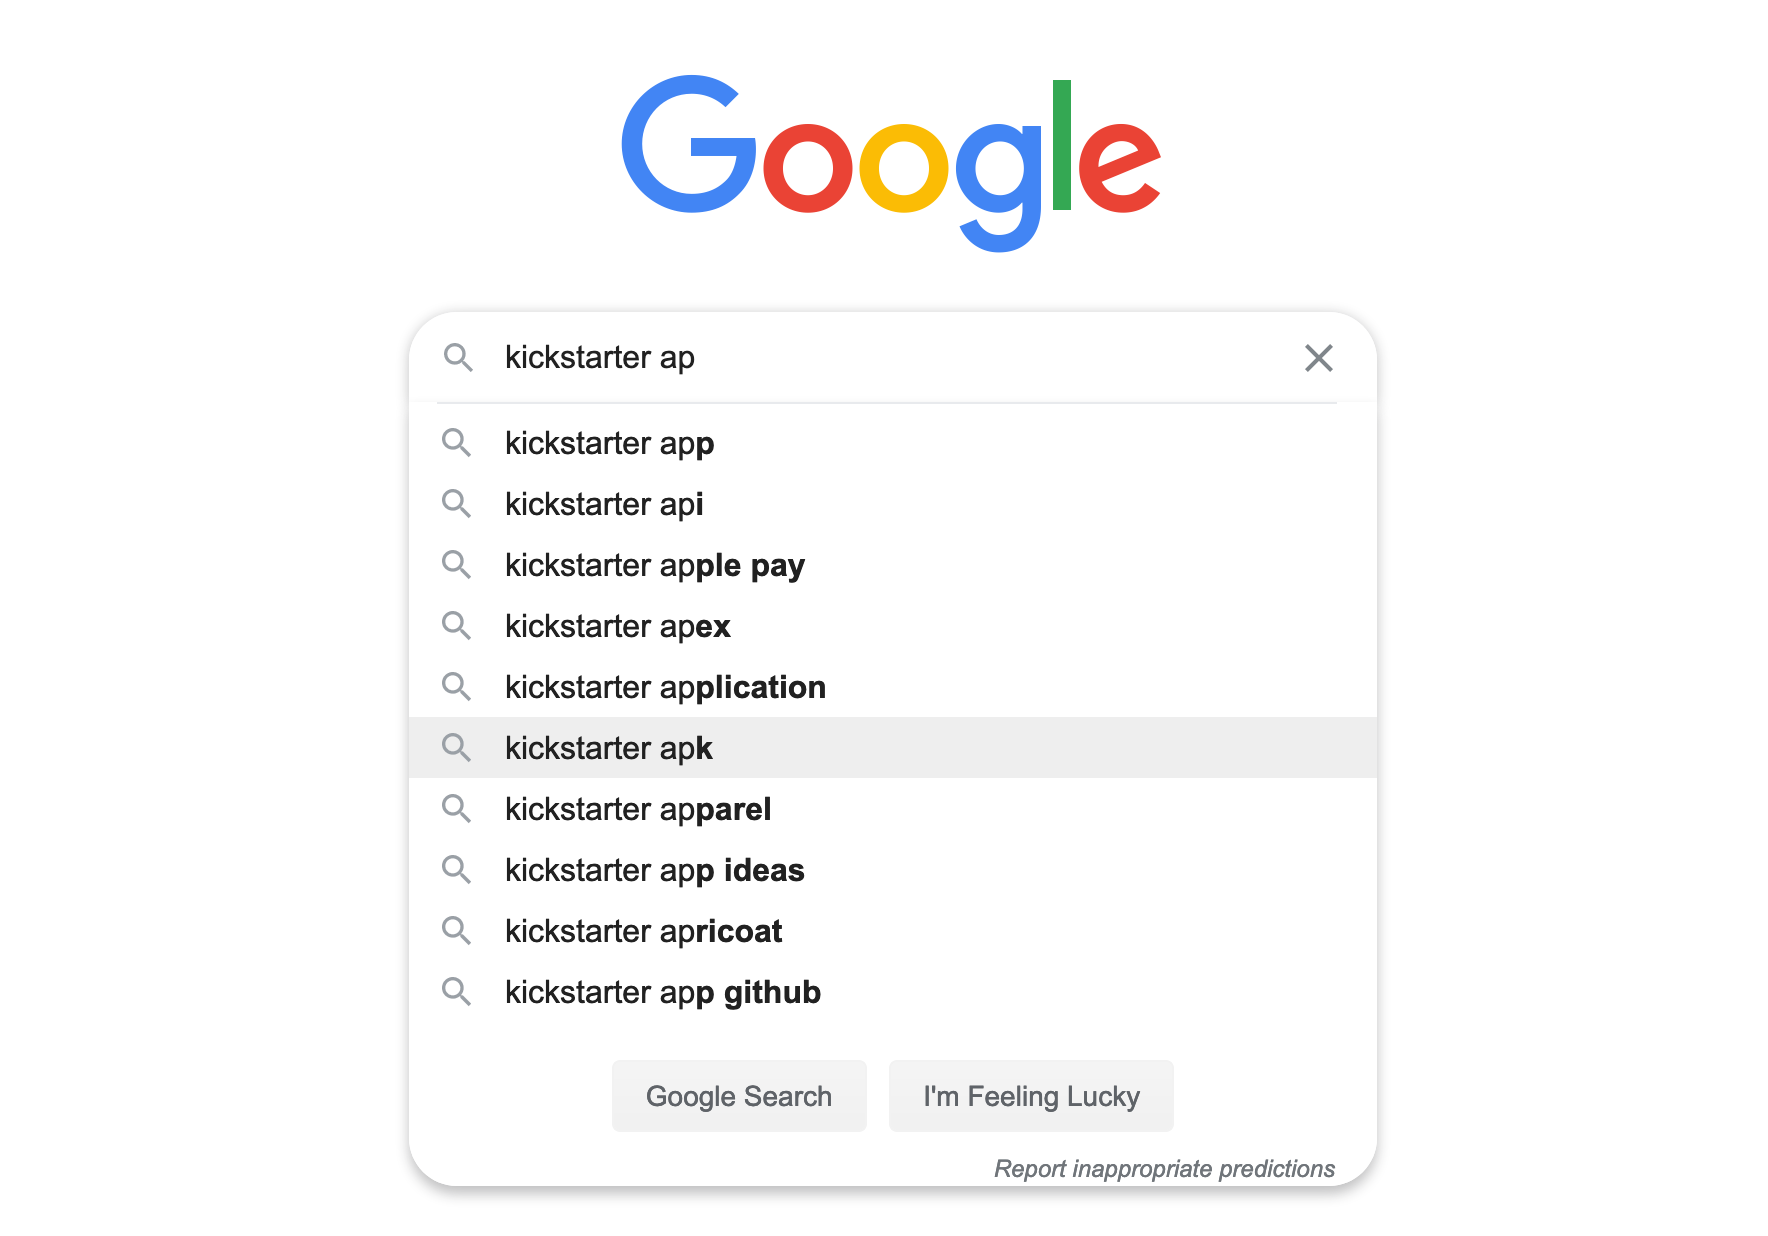 Google
kickstarter ap
kickstarter app
kickstarter api
kickstarter apple pay
kickstarter apex
kickstarter application
kickstarter apk
kickstarter apparel
kickstarter app ideas
kickstarter apricoat
kickstarter app github
Google Search
I'm Feeling Lucky
Report inappropriate predictions